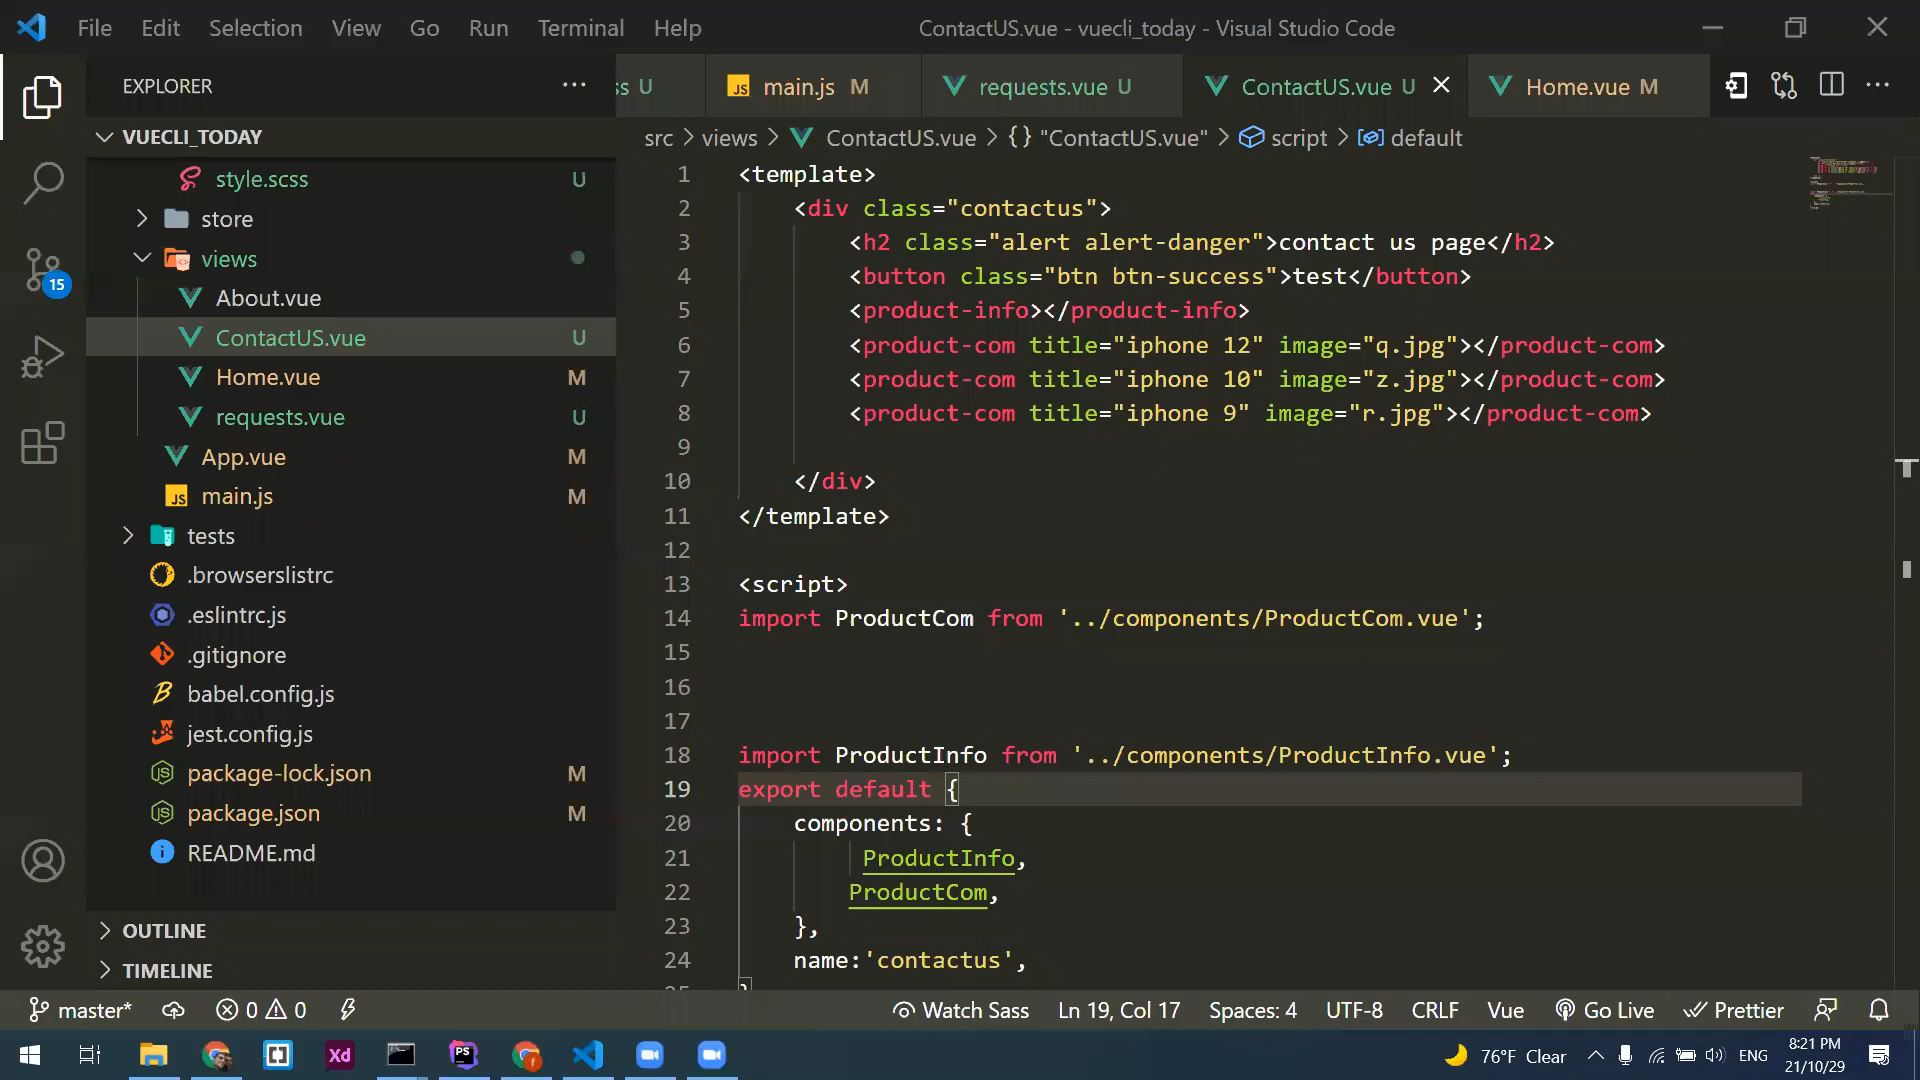 File Edit Selection View Go Run Terminal Help
ContactUS.vue - vuecli_today - Visual Studio Code
EXPLORER
ss U
JS main.js M
requests.vue U
ContactUS.vue U
Home.vue M
VUECLI_TODAY
style.scss U
store
views
About.vue
ContactUS.vue U
Home.vue M
requests.vue U
App.vue M
JS main.js M
tests
.browserslistrc
.eslintrc.js
.gitignore
babel.config.js
jest.config.js
package-lock.json M
package.json M
README.md
OUTLINE
TIMELINE
15
src > views > ContactUS.vue > {} "ContactUS.vue" > script > default
1 <template>
2 <div class="contactus">
3 <h2 class="alert alert-danger">contact us page</h2>
4 <button class="btn btn-success">test</button>
5 <product-info></product-info>
6 <product-com title="iphone 12" image="q.jpg"></product-com>
7 <product-com title="iphone 10" image="z.jpg"></product-com>
8 <product-com title="iphone 9" image="r.jpg"></product-com>
9
10 </div>
11 </template>
12
13 <script>
14 import ProductCom from '../components/ProductCom.vue';
15
16
17
18 import ProductInfo from '../components/ProductInfo.vue';
19 export default {
20 components: {
21 ProductInfo,
22 ProductCom,
23 },
24 name:'contactus',
25 }
master* 0 0
Watch Sass Ln 19, Col 17 Spaces: 4 UTF-8 CRLF Vue Go Live Prettier
Xd PS
76°F Clear ENG
8:21 PM
21/10/29